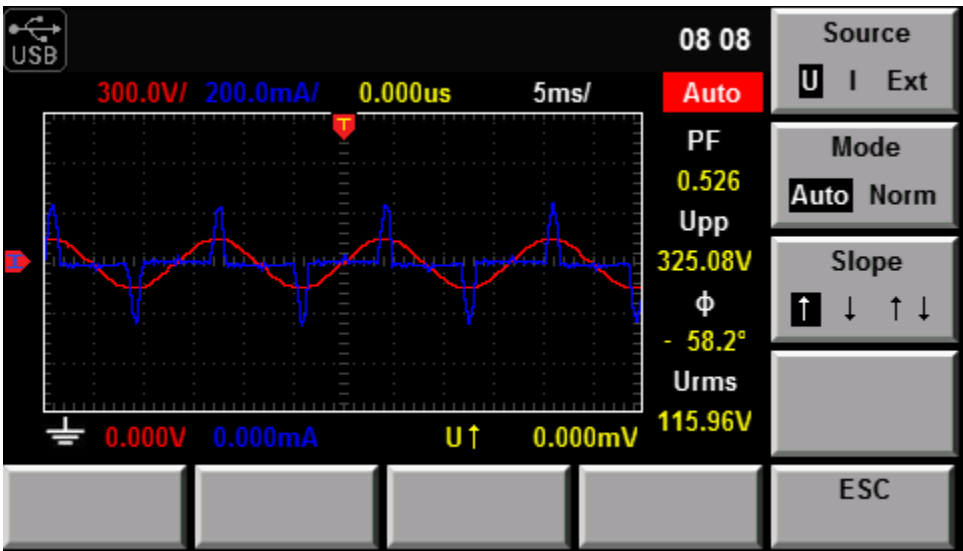 USB
08 08
Source
U I Ext
300.0V/ 200.0mA/ 0.000us 5ms/
Auto
T
PF
0.526
Mode
Auto Norm
Upp
325.08V
I
Slope
↑ ↓ ↑↓
ϕ
- 58.2°
Urms
115.96V
0.000V 0.000mA U↑ 0.000mV
ESC